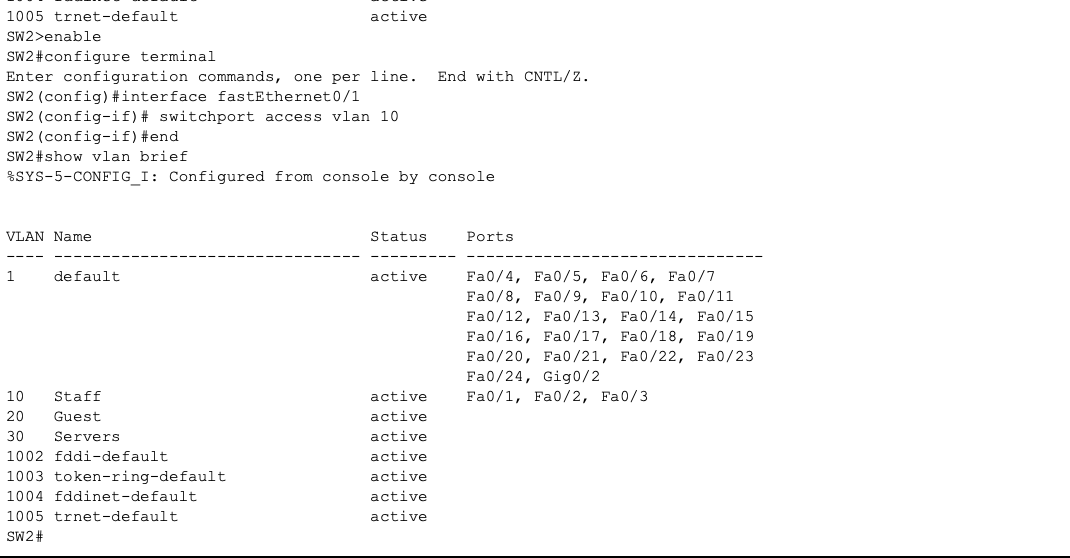 1005 trnet-default                    active
SW2>enable
SW2#configure terminal
Enter configuration commands, one per line.  End with CNTL/Z.
SW2(config)#interface fastEthernet0/1
SW2(config-if)# switchport access vlan 10
SW2(config-if)#end
SW2#show vlan brief
%SYS-5-CONFIG_I: Configured from console by console
VLAN Name                             Status    Ports
---- -------------------------------- --------- -------------------------------
1    default                          active    Fa0/4, Fa0/5, Fa0/6, Fa0/7
                                                Fa0/8, Fa0/9, Fa0/10, Fa0/11
                                                Fa0/12, Fa0/13, Fa0/14, Fa0/15
                                                Fa0/16, Fa0/17, Fa0/18, Fa0/19
                                                Fa0/20, Fa0/21, Fa0/22, Fa0/23
                                                Fa0/24, Gig0/2
10   Staff                            active    Fa0/1, Fa0/2, Fa0/3
20   Guest                            active
30   Servers                          active
1002 fddi-default                     active
1003 token-ring-default               active
1004 fddinet-default                  active
1005 trnet-default                    active
SW2#